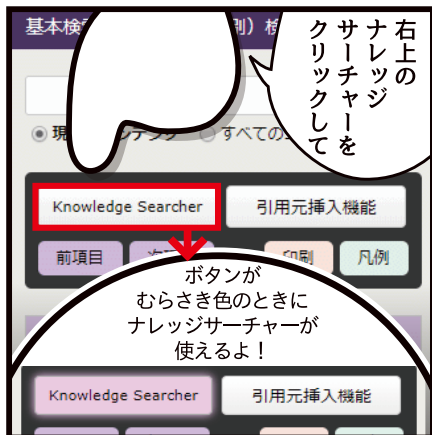 基本検
別）検
右上の
ナレッジ
サーチャーを
クリックして
現
すべての
Knowledge Searcher
引用元挿入機能
前項目
次
印刷
凡例
ボタンが
むらさき色のときに
ナレッジサーチャーが
使えるよ！
Knowledge Searcher
引用元挿入機能